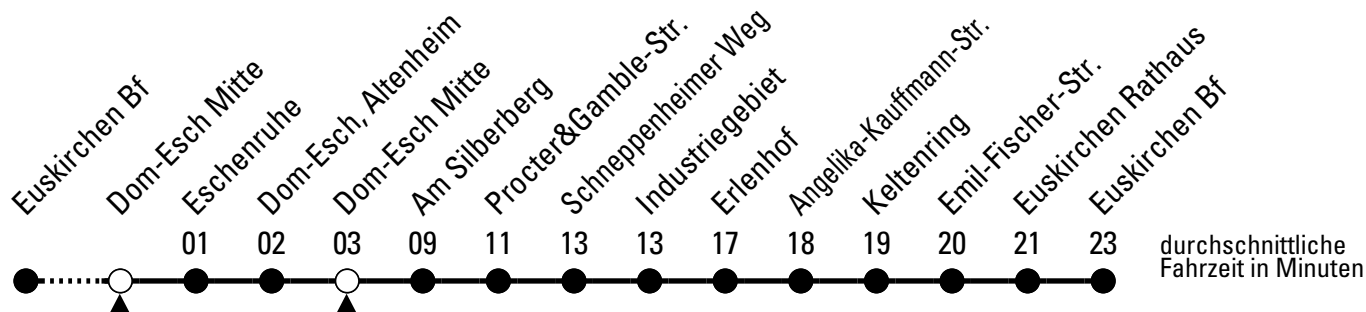 Euskirchen Bf
Dom-Esch Mitte
Eschenruhe
Dom-Esch, Altenheim
Dom-Esch Mitte
Am Silberberg
Procter&Gamble-Str.
Schneppenheimer Weg
Industriegebiet
Erlenhof
Angelika-Kauffmann-Str.
Keltenring
Emil-Fischer-Str.
Euskirchen Rathaus
Euskirchen Bf
01 02 03 09 11 13 13 17 18 19 20 21 23
durchschnittliche
Fahrzeit in Minuten